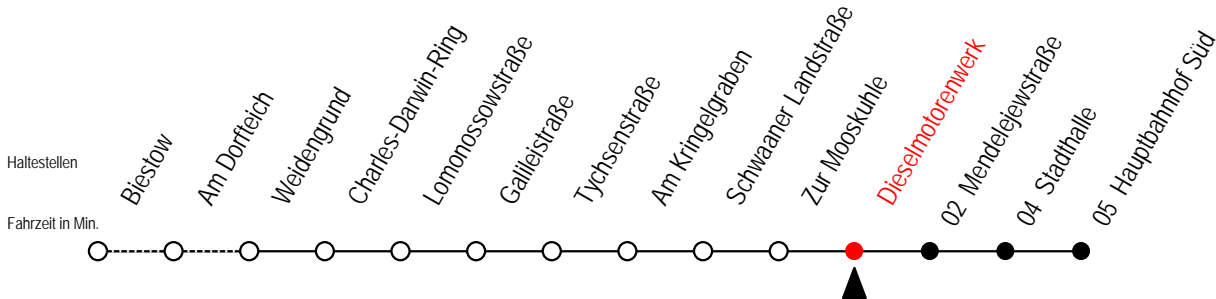 Haltestellen
Fahrzeit in Min.
Biestow
Am Dorfteich
Weidengrund
Charles-Darwin-Ring
Lomonossowstraße
Galileistraße
Tychsenstraße
Am Kringelgraben
Schwaaner Landstraße
Zur Mooskuhle
Dieselmotorenwerk
02 Mendelejewstraße
04 Stadthalle
05 Hauptbahnhof Süd